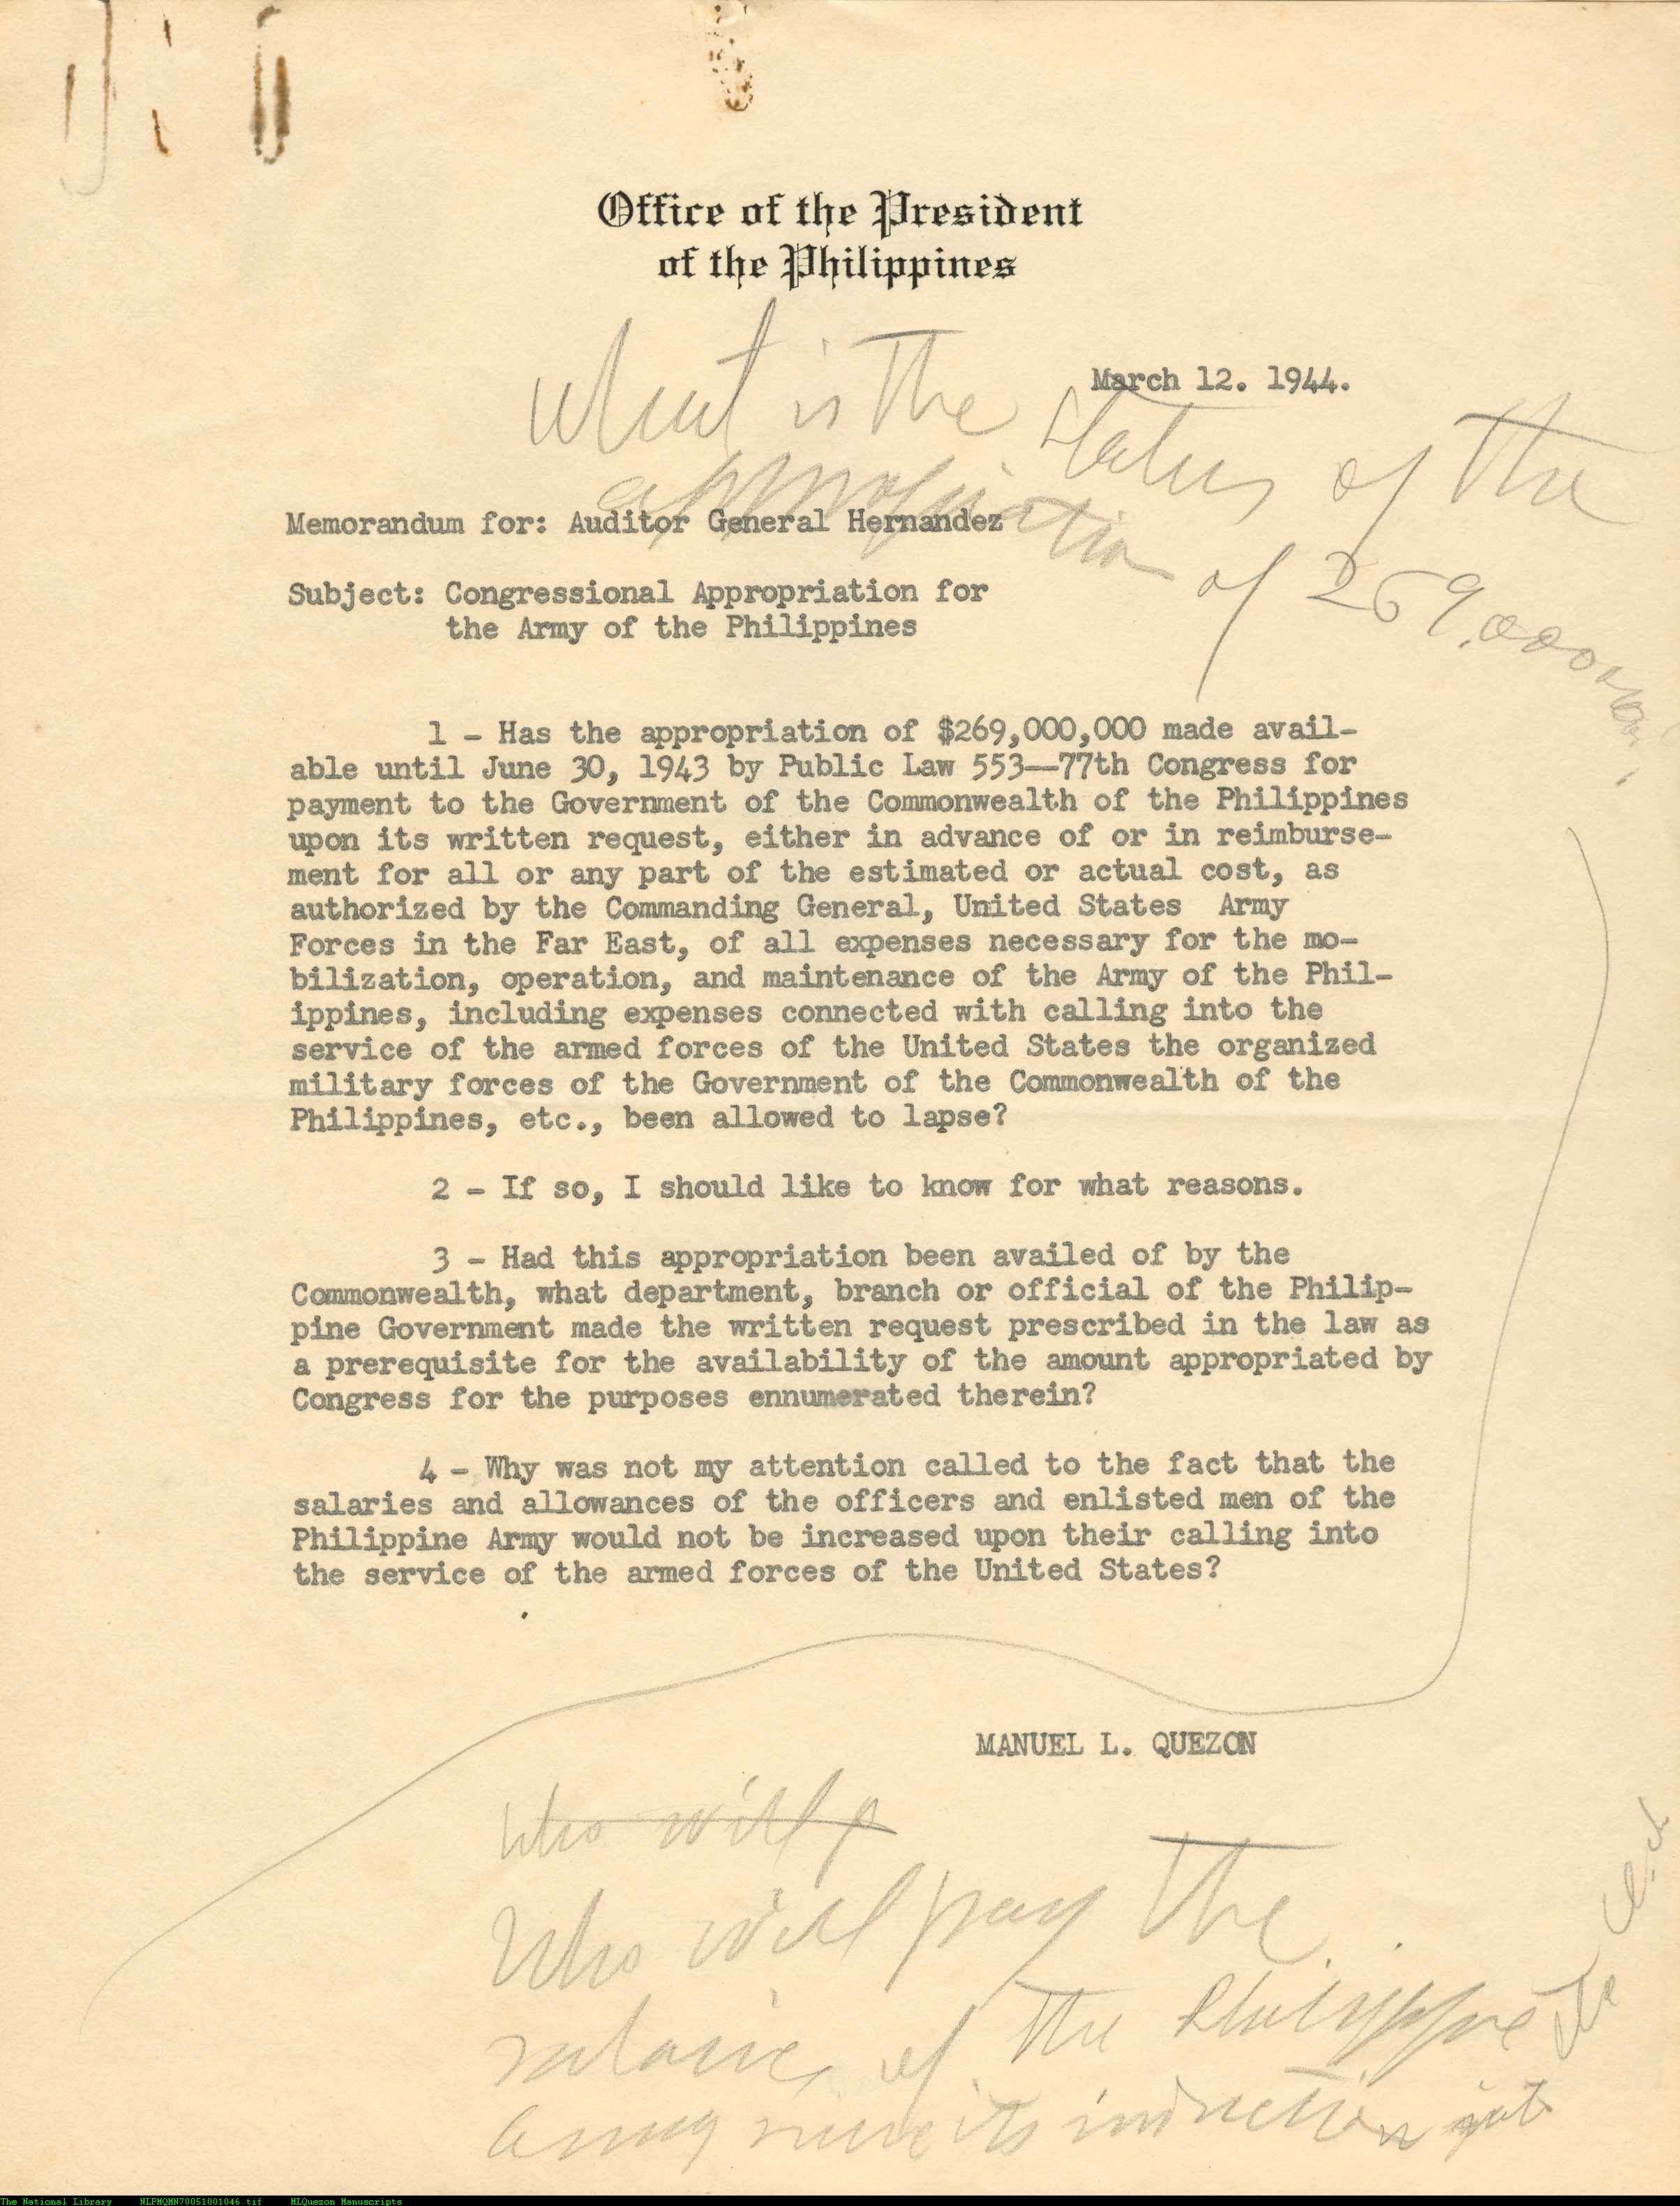 Office of the President
of the Philippines
What is the status of the
appropriation of 269,000,000
March 12. 1944.
Memorandum for: Auditor General Hernandez
Subject: Congressional Appropriation for
the Army of the Philippines
1 - Has the appropriation of $269,000,000 made avail-
able until June 30, 1943 by Public Law 553—77th Congress for
payment to the Government of the Commonwealth of the Philippines
upon its written request, either in advance of or in reimburse-
ment for all or any part of the estimated or actual cost, as
authorized by the Commanding General, United States Army
Forces in the Far East, of all expenses necessary for the mo-
bilization, operation, and maintenance of the Army of the Phil-
ippines, including expenses connected with calling into the
service of the armed forces of the United States the organized
military forces of the Government of the Commonwealth of the
Philippines, etc., been allowed to lapse?
2 - If so, I should like to know for what reasons.
3 - Had this appropriation been availed of by the
Commonwealth, what department, branch or official of the Philip-
pine Government made the written request prescribed in the law as
a prerequisite for the availability of the amount appropriated by
Congress for the purposes ennumerated therein?
4 - Why was not my attention called to the fact that the
salaries and allowances of the officers and enlisted men of the
Philippine Army would not be increased upon their calling into
the service of the armed forces of the United States?
MANUEL L. QUEZON
Who will p
Who will pay the
salaries of the Philippine
Army since its induction into
the
The National Library NLPMQMN70051001046.tif MLQuezon Manuscripts